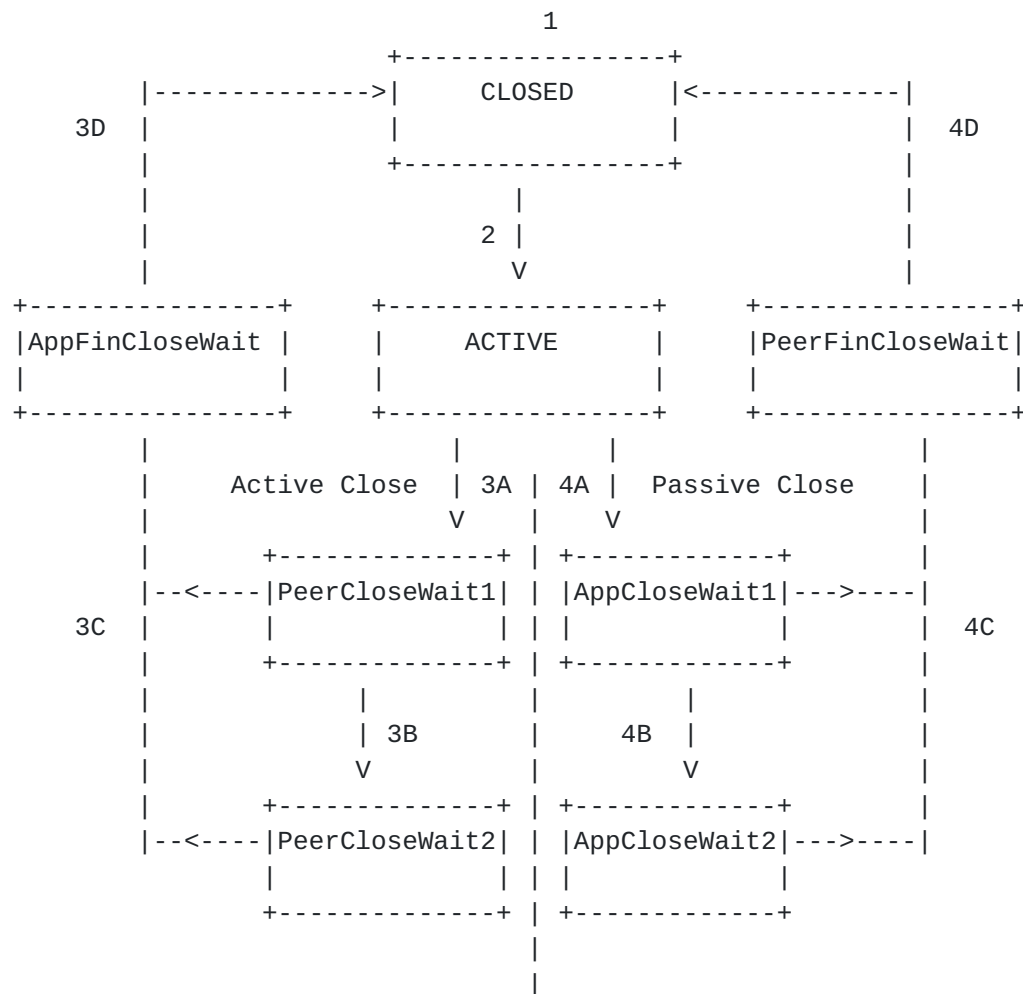 1
+-----------------+
|-------------->|     CLOSED      |<-------------|
3D  |               |                 |              |  4D
|               +-----------------+              |
|                       |                        |
|                     2 |                        |
|                       V                        |
+----------------+     +-----------------+     +----------------+
|AppFinCloseWait |     |     ACTIVE      |     |PeerFinCloseWait|
|                |     |                 |     |                |
+----------------+     +-----------------+     +----------------+
|                   |         |                   |
|     Active Close  | 3A | 4A |  Passive Close    |
|                   V    |    V                   |
|       +--------------+ | +-------------+        |
|--<----|PeerCloseWait1| | |AppCloseWait1|--->----|
3C  |       |              | | |             |        |  4C
|       +--------------+ | +-------------+        |
|             |          |         |              |
|             | 3B       |     4B  |              |
|             V          |         V              |
|       +--------------+ | +-------------+        |
|--<----|PeerCloseWait2| | |AppCloseWait2|--->----|
|              | | |             |
+--------------+ | +-------------+
|
|